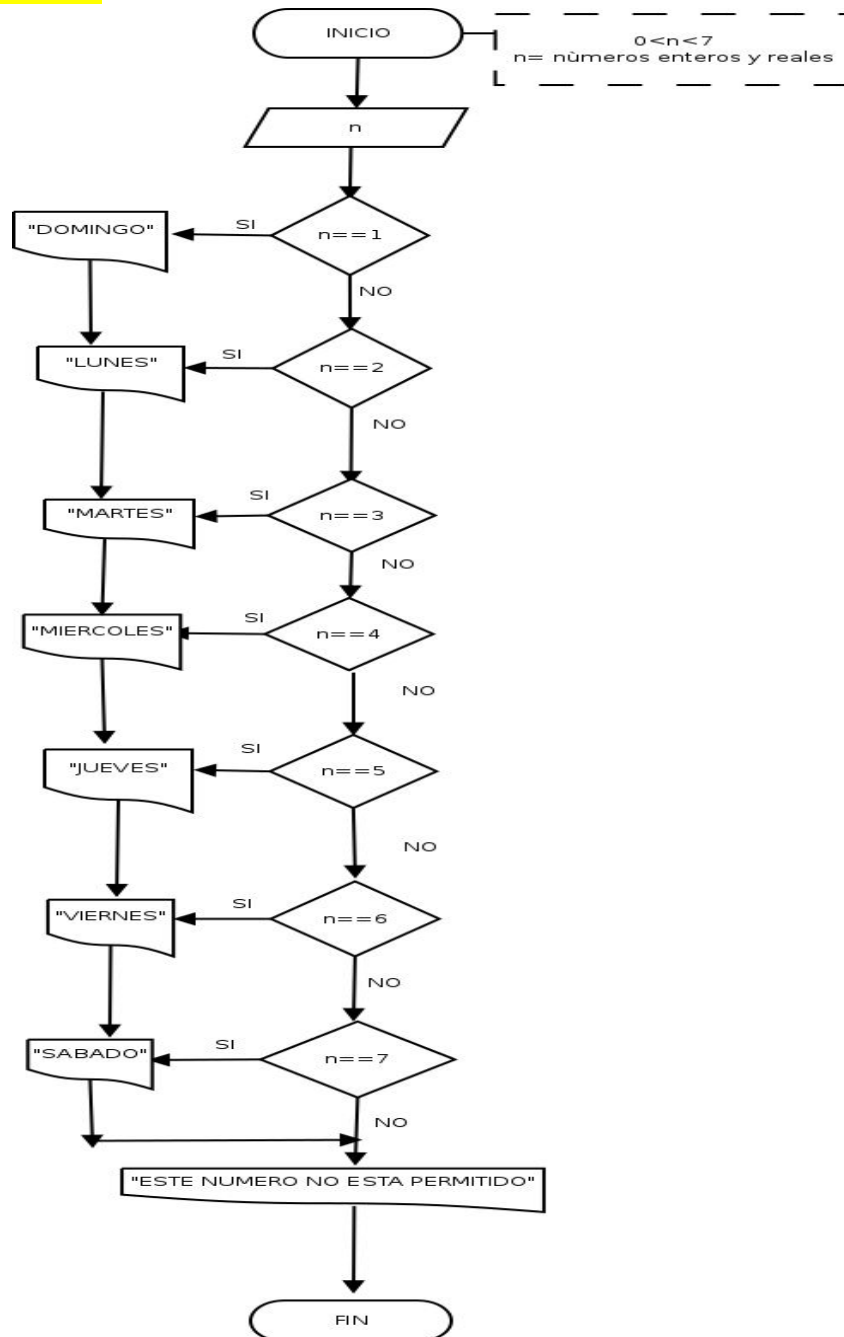 INICIO
0<n<7
n= nùmeros enteros y reales
n
n==1
SI
"DOMINGO"
NO
n==2
SI
"LUNES"
NO
n==3
SI
"MARTES"
NO
n==4
SI
"MIERCOLES"
NO
n==5
SI
"JUEVES"
NO
n==6
SI
"VIERNES"
NO
n==7
SI
"SABADO"
NO
"ESTE NUMERO NO ESTA PERMITIDO"
FIN